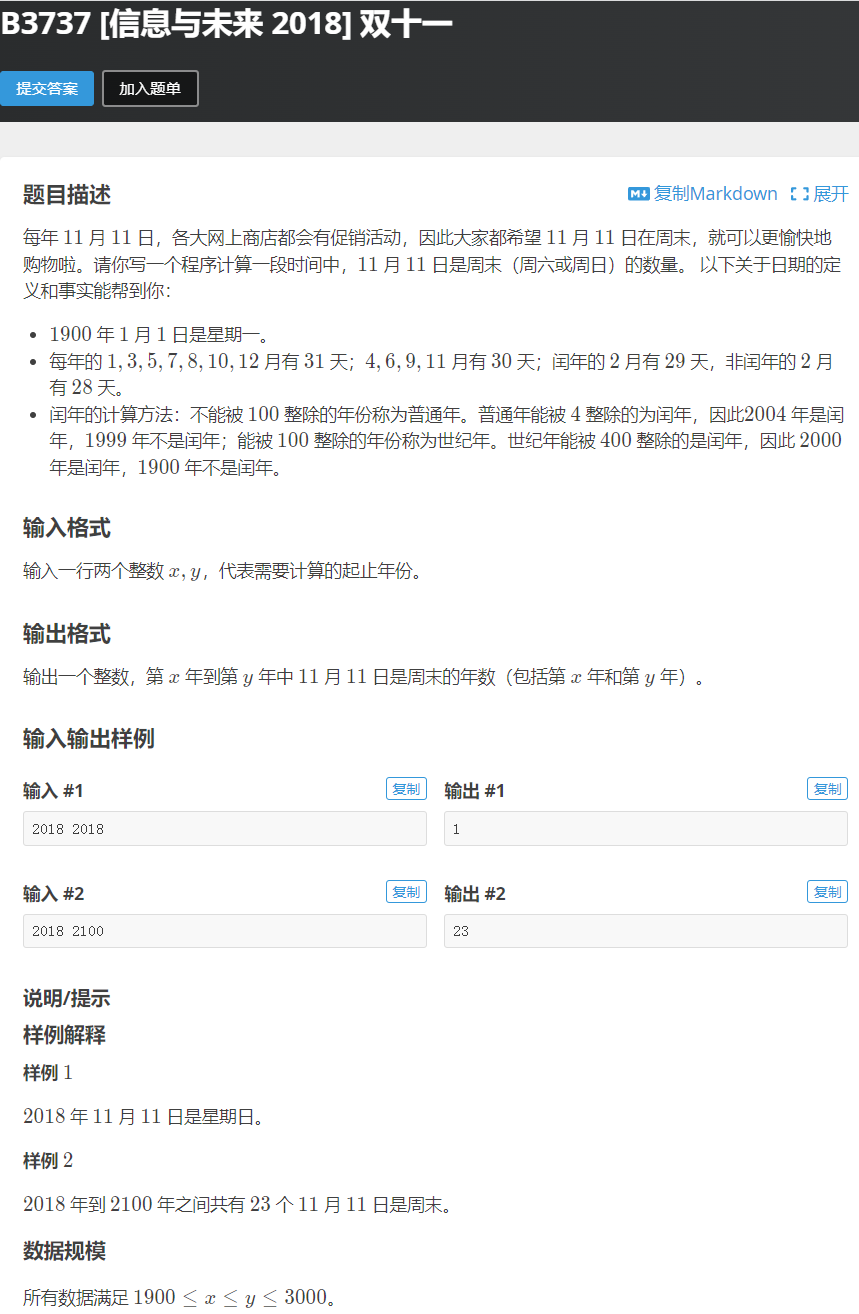 B3737 [信息与未来 2018] 双十一
提交答案 加入题单
题目描述
复制Markdown 展开
每年 11 月 11 日，各大网上商店都会有促销活动，因此大家都希望 11 月 11 日在周末，就可以更愉快地
购物啦。请你写一个程序计算一段时间中，11 月 11 日是周末（周六或周日）的数量。 以下关于日期的定
义和事实能帮到你：
1900 年 1 月 1 日是星期一。
每年的 1, 3, 5, 7, 8, 10, 12 月有 31 天；4, 6, 9, 11 月有 30 天；闰年的 2 月有 29 天，非闰年的 2 月
有 28 天。
闰年的计算方法：不能被 100 整除的年份称为普通年。普通年能被 4 整除的为闰年，因此2004 年是闰
年，1999 年不是闰年；能被 100 整除的年份称为世纪年。世纪年能被 400 整除的是闰年，因此 2000
年是闰年，1900 年不是闰年。
输入格式
输入一行两个整数 x, y，代表需要计算的起止年份。
输出格式
输出一个整数，第 x 年到第 y 年中 11 月 11 日是周末的年数（包括第 x 年和第 y 年）。
输入输出样例
输入 #1 复制 输出 #1 复制
2018 2018 1
输入 #2 复制 输出 #2 复制
2018 2100 23
说明/提示
样例解释
样例 1
2018 年 11 月 11 日是星期日。
样例 2
2018 年到 2100 年之间共有 23 个 11 月 11 日是周末。
数据规模
所有数据满足 1900 ≤ x ≤ y ≤ 3000。